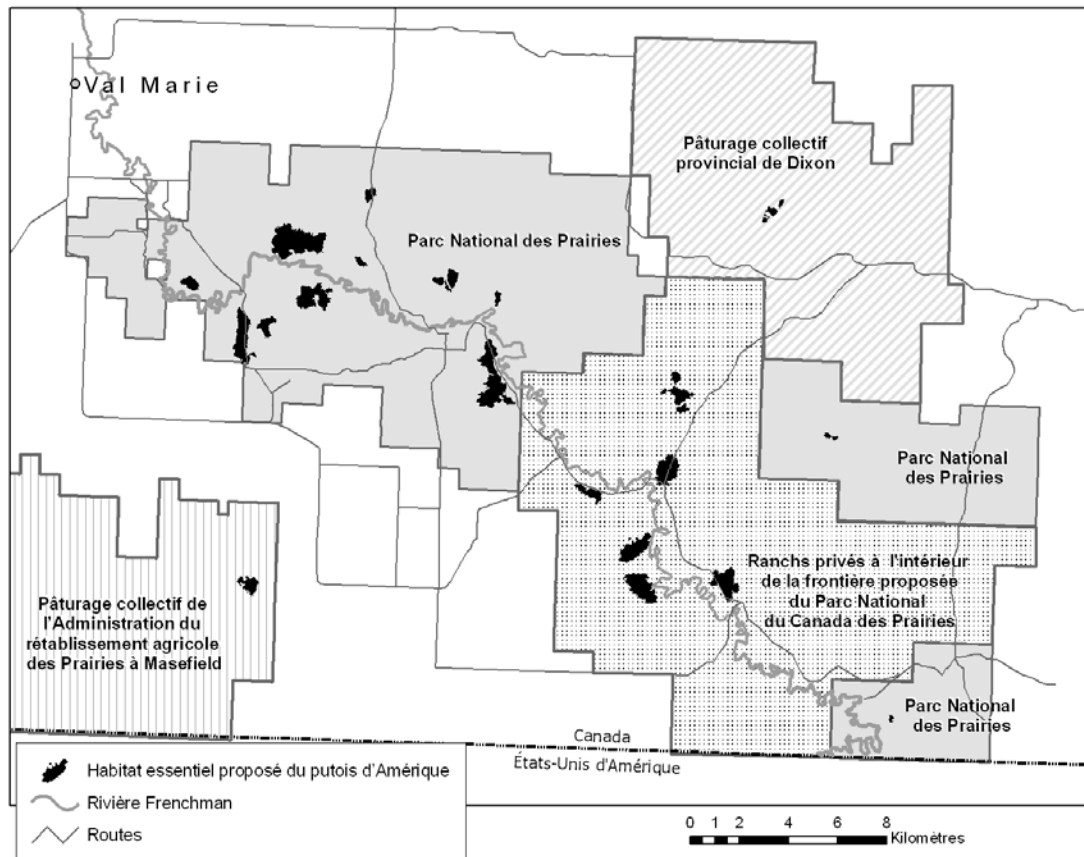 Val Marie
Pâturage collectif
provincial de Dixon
Parc National des Prairies
Parc National
des Prairies
Ranchs privés à l'intérieur
de la frontière proposée
du Parc National
du Canada des Prairies
Pâturage collectif de
l'Administration du
rétablissement agricole
des Prairies à Masefield
Parc National
des Prairies
Canada
États-Unis d'Amérique
Habitat essentiel proposé du putois d'Amérique
Rivière Frenchman
Routes
0 1 2 4 6 8
Kilomètres